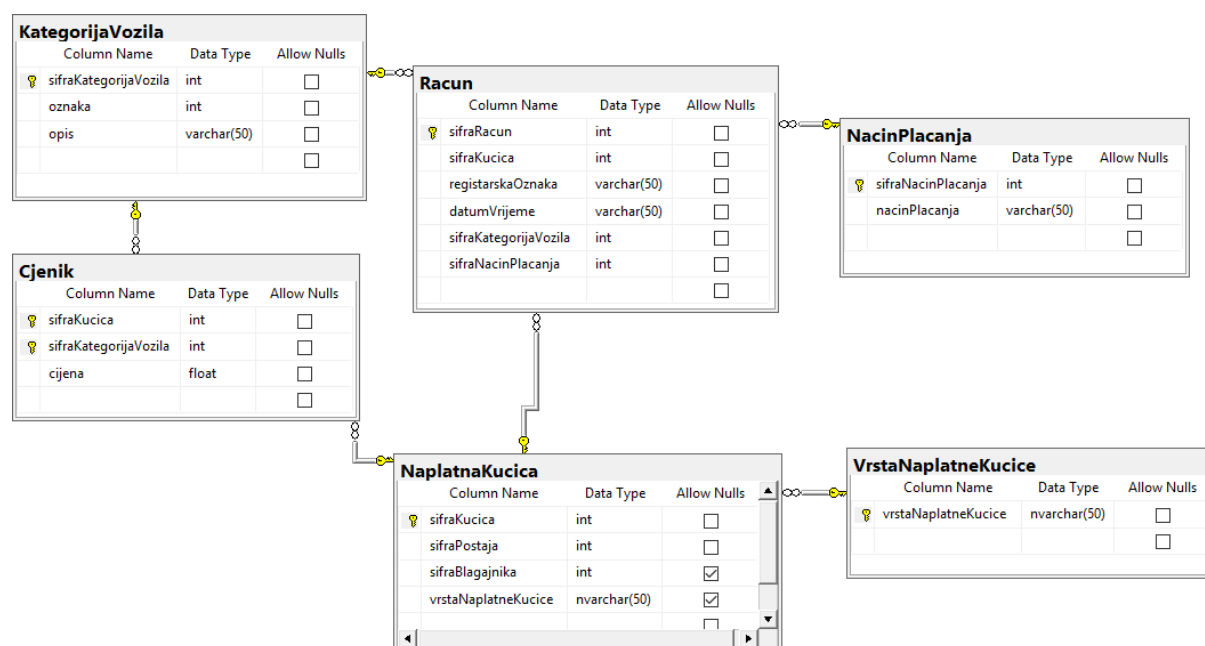 KategorijaVozila
Column Name Data Type Allow Nulls
sifraKategorijaVozila int
oznaka int
opis varchar(50)
Racun
Column Name Data Type Allow Nulls
sifraRacun int
sifraKucica int
registarskaOznaka varchar(50)
datumVrijeme varchar(50)
sifraKategorijaVozila int
sifraNacinPlacanja int
NacinPlacanja
Column Name Data Type Allow Nulls
sifraNacinPlacanja int
nacinPlacanja varchar(50)
Cjenik
Column Name Data Type Allow Nulls
sifraKucica int
sifraKategorijaVozila int
cijena float
NaplatnaKucica
Column Name Data Type Allow Nulls
sifraKucica int
sifraPostaja int
sifraBlagajnika int
vrstaNaplatneKucice nvarchar(50)
VrstaNaplatneKucice
Column Name Data Type Allow Nulls
vrstaNaplatneKucice nvarchar(50)